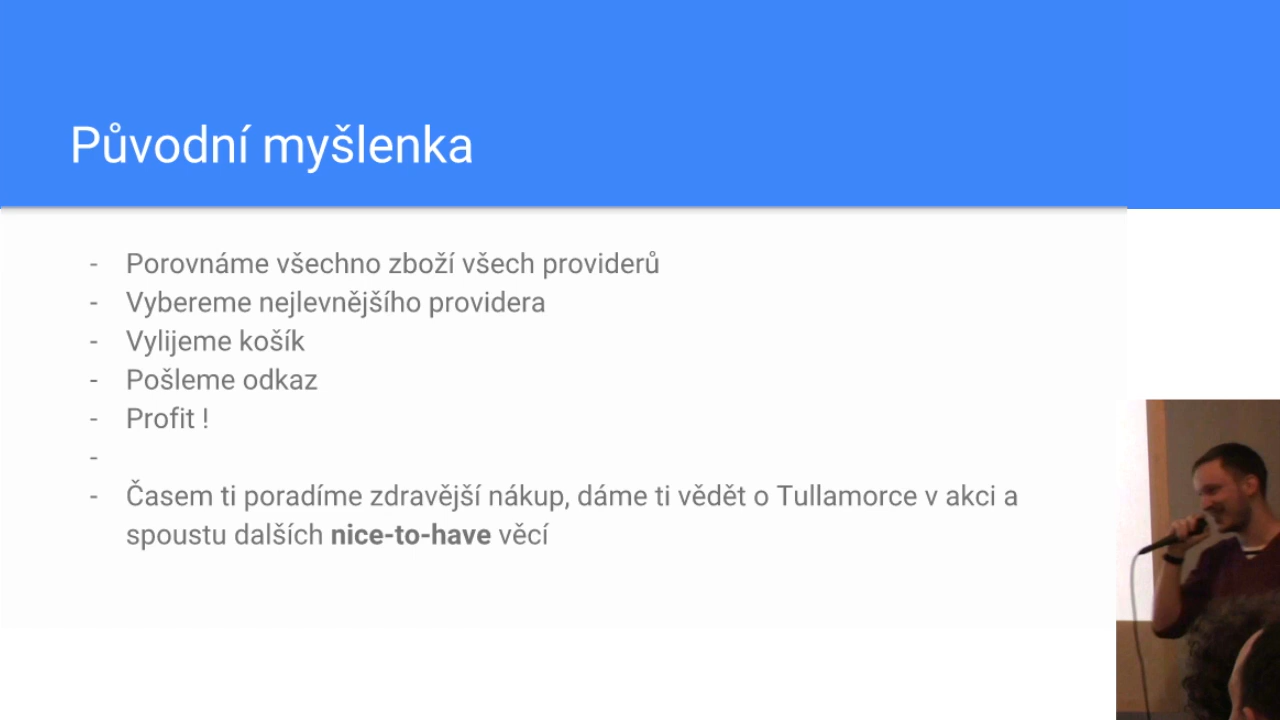 Původní myšlenka
- Porovnáme všechno zboží všech providerů
- Vybereme nejlevnějšího providera
- Vylijeme košík
- Pošleme odkaz
- Profit !
-
- Časem ti poradíme zdravější nákup, dáme ti vědět o Tullamorce v akci a
spoustu dalších nice-to-have věcí